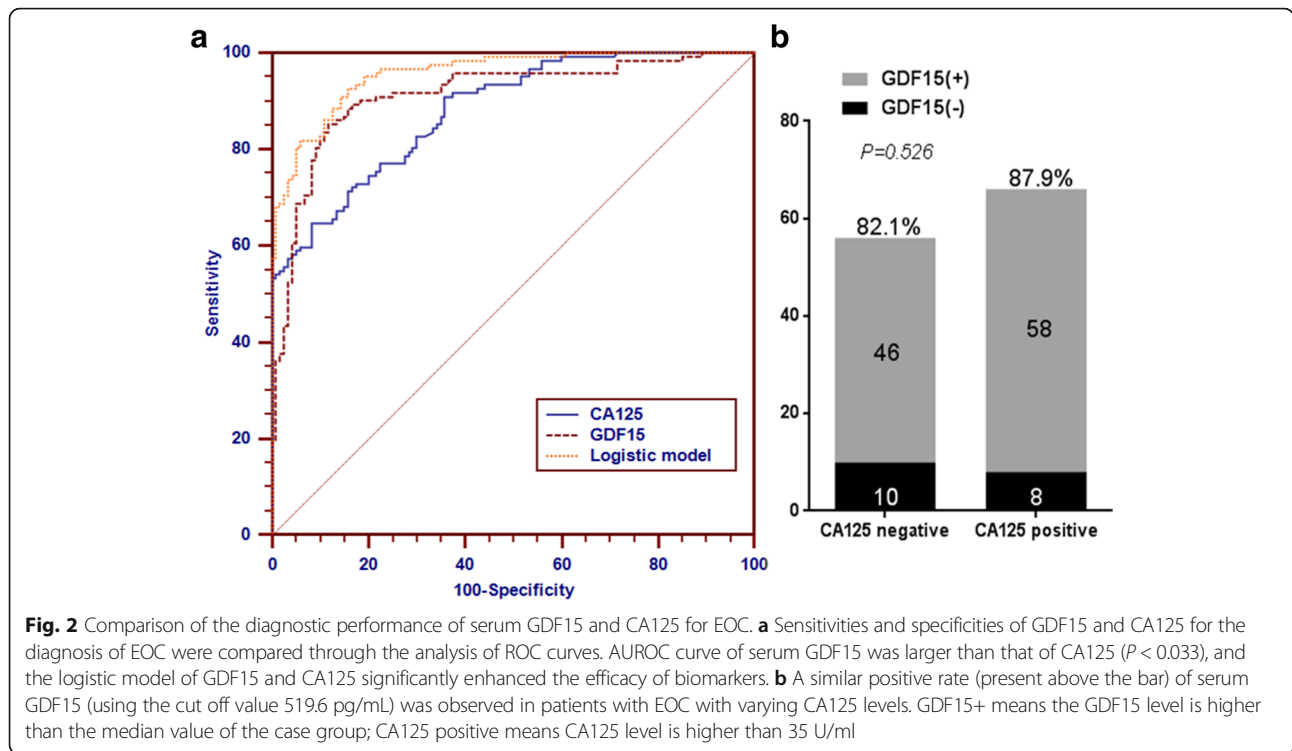 a
100
80
60
40
20
0
Sensitivity
0 20 40 60 80 100
100-Specificity
CA125
GDF15
Logistic model
b
GDF15(+)
GDF15(-)
80
60
40
20
0
P=0.526
82.1%
87.9%
46
58
10
8
CA125 negative CA125 positive
Fig. 2 Comparison of the diagnostic performance of serum GDF15 and CA125 for EOC. a Sensitivities and specificities of GDF15 and CA125 for the
diagnosis of EOC were compared through the analysis of ROC curves. AUROC curve of serum GDF15 was larger than that of CA125 (P < 0.033), and
the logistic model of GDF15 and CA125 significantly enhanced the efficacy of biomarkers. b A similar positive rate (present above the bar) of serum
GDF15 (using the cut off value 519.6 pg/mL) was observed in patients with EOC with varying CA125 levels. GDF15+ means the GDF15 level is higher
than the median value of the case group; CA125 positive means CA125 level is higher than 35 U/ml